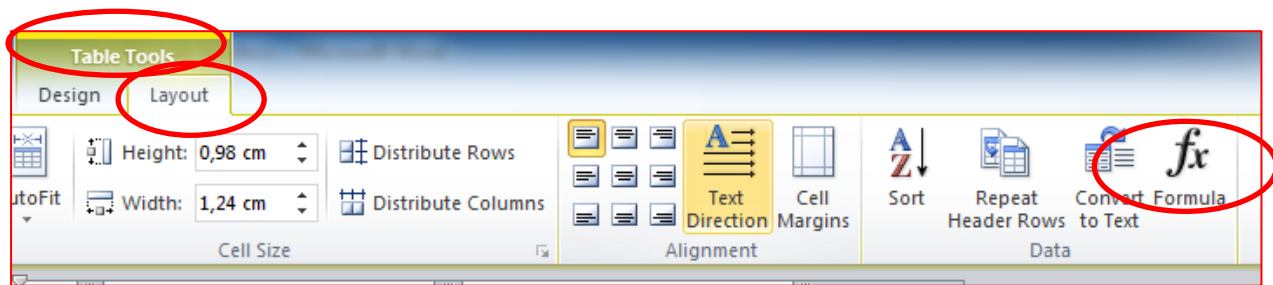 Table Tools
Design Layout
Height: 0,98 cm Distribute Rows
Width: 1,24 cm Distribute Columns
utoFit
Text Direction
Cell Margins
Sort
Repeat Header Rows
Convert to Text
Formula
Cell Size Alignment Data